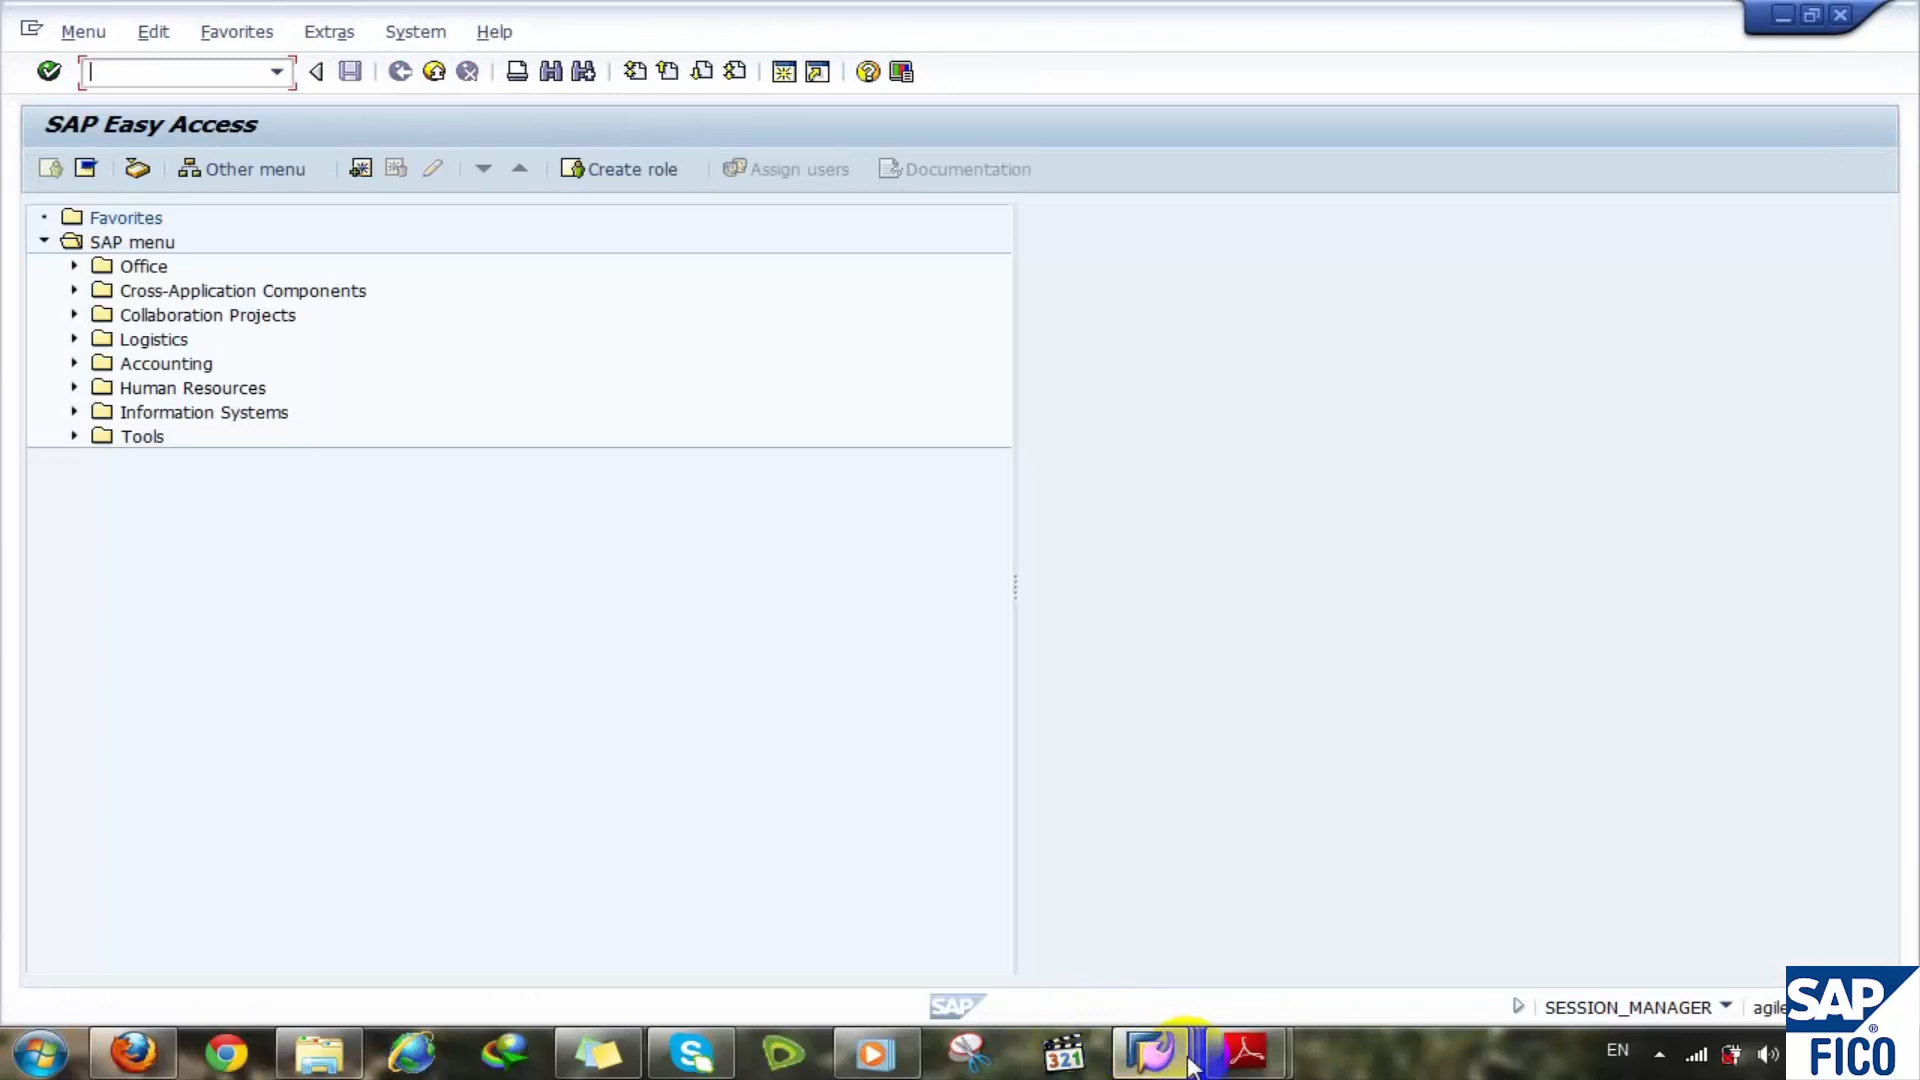 Menu Edit Favorites Extras System Help
SAP Easy Access
Other menu Create role Assign users Documentation
Favorites
SAP menu
Office
Cross-Application Components
Collaboration Projects
Logistics
Accounting
Human Resources
Information Systems
Tools
SAP
SESSION_MANAGER
321
EN
SAP ®
FICO